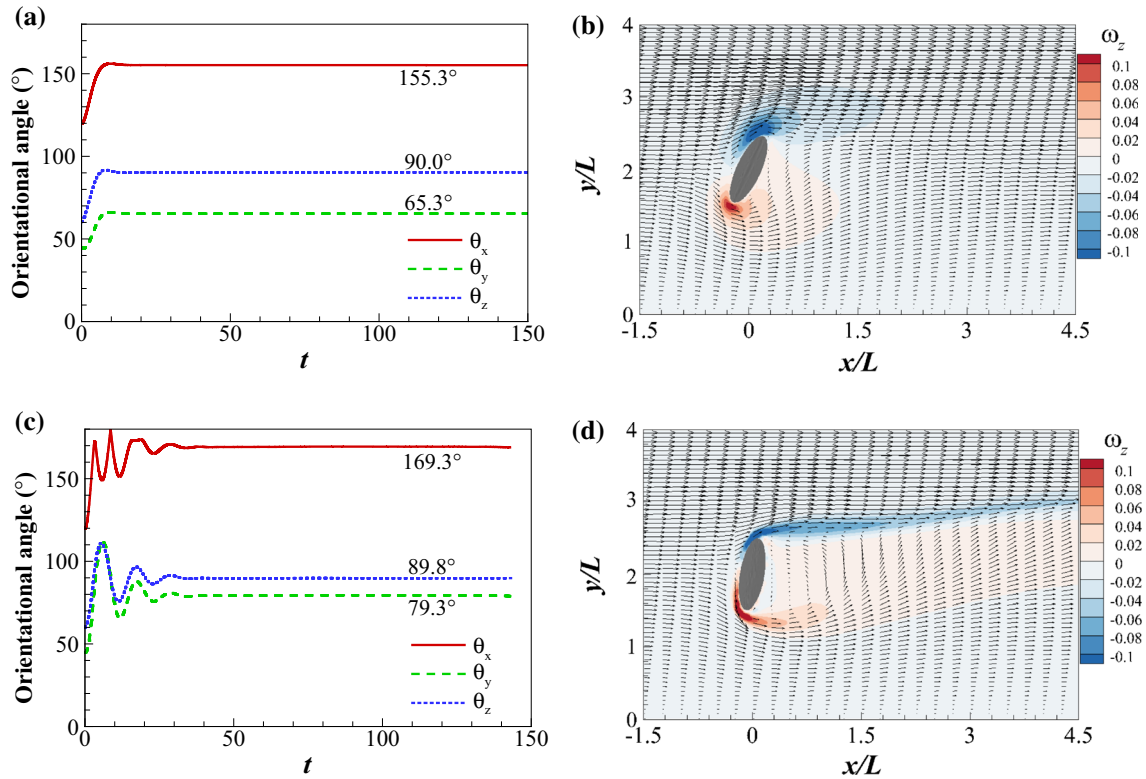 (a)
Orientational angle (°)
150
100
50
0
155.3°
90.0°
65.3°
θx
θy
θz
0 50 100 150
t
(b)
y/L
4
3
2
1
0
-1.5 0 1.5 3 4.5
x/L
ωz
0.1
0.08
0.06
0.04
0.02
0
-0.02
-0.04
-0.06
-0.08
-0.1
(c)
Orientational angle (°)
150
100
50
0
169.3°
89.8°
79.3°
θx
θy
θz
0 50 100 150
t
(d)
y/L
4
3
2
1
0
-1.5 0 1.5 3 4.5
x/L
ωz
0.1
0.08
0.06
0.04
0.02
0
-0.02
-0.04
-0.06
-0.08
-0.1